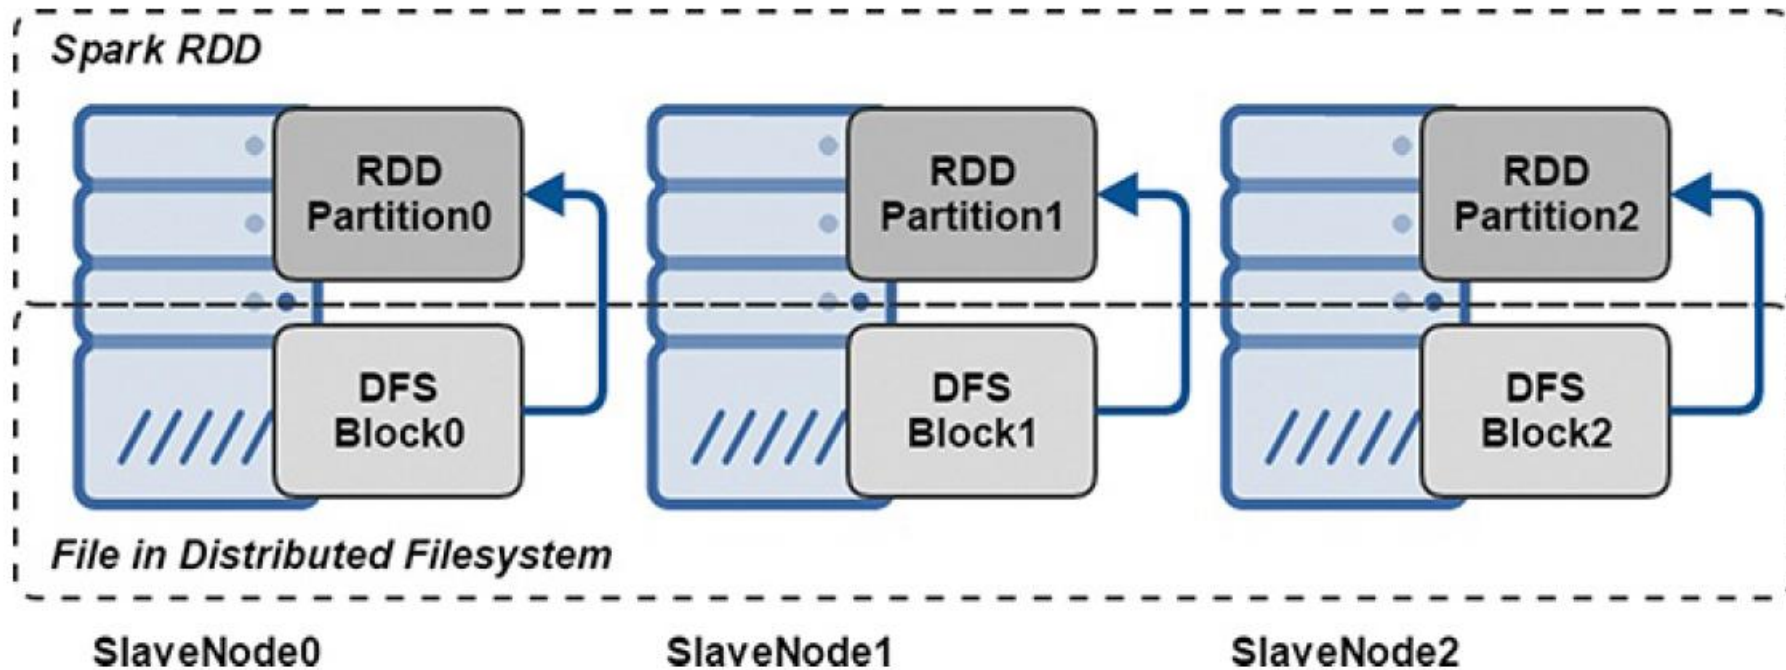 Spark RDD
RDD
Partition0
RDD
Partition1
RDD
Partition2
DFS
Block0
DFS
Block1
DFS
Block2
File in Distributed Filesystem
SlaveNode0
SlaveNode1
SlaveNode2